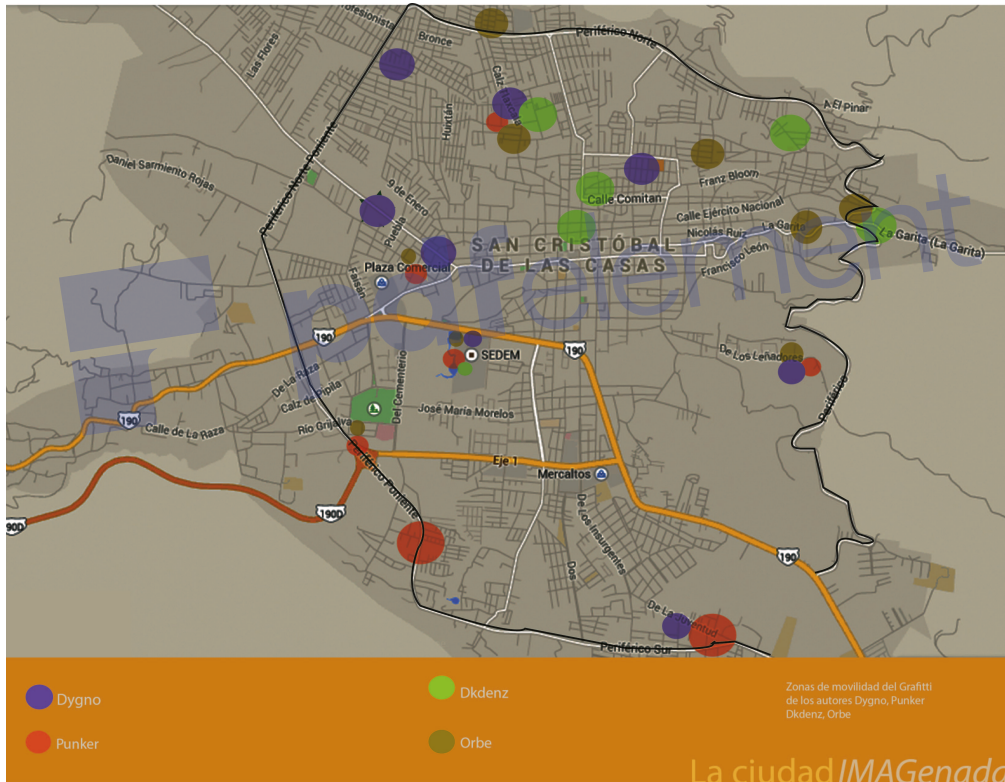 rofesionista
Bronce
Periférico Norte
Las Flores
Calz
Huixtán
A El Pinar
Periférico Norte Poniente
Daniel Sarmiento Rojas
9 de Enero
Franz Bloom
Calle Comitan
Puebla
Calle Ejército Nacional
Nicolás Ruiz
La Garita
La Garita (La Garita)
SAN CRISTÓBAL
DE LAS CASAS
Francisco León
Plaza Comercial
Faisán
190
190
SEDEM
De Los Leñadores
De La Raza
Calz de Pipila
Del Cementerio
Periférico
José María Morelos
190
Calle de La Raza
Río Grijalva
Eje 1
Periférico Poniente
Mercaltos
190D
90D
De Los Insurgentes
Dos
190
De La Juventud
Periférico Sur
Dygno
Punker
Dkdenz
Orbe
Zonas de movilidad del Grafitti
de los autores Dygno, Punker
Dkdenz, Orbe
La ciudad IMAGenada